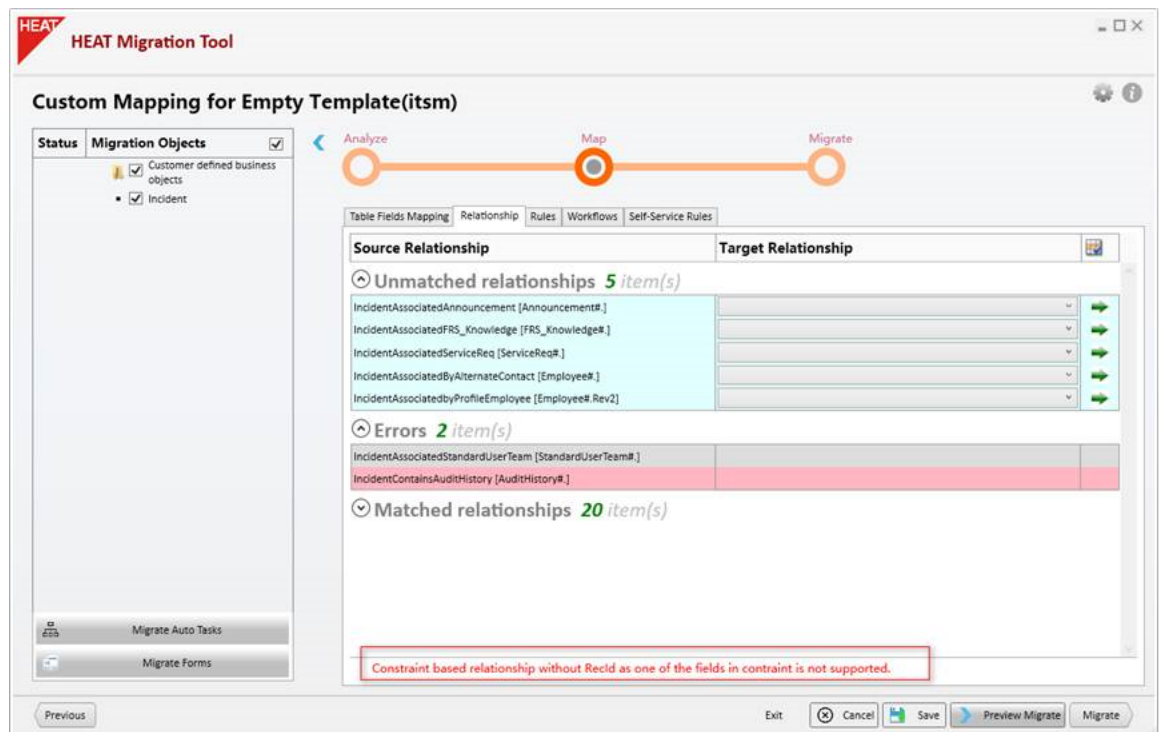 HEAT
HEAT Migration Tool
Custom Mapping for Empty Template(itsm)
Status Migration Objects
Customer defined business
objects
Incident
Analyze Map Migrate
Table Fields Mapping Relationship Rules Workflows Self-Service Rules
Source Relationship Target Relationship
Unmatched relationships 5 item(s)
IncidentAssociatedAnnouncement [Announcement#.]
IncidentAssociatedFRS_Knowledge [FRS_Knowledge#.]
IncidentAssociatedServiceReq [ServiceReq#.]
IncidentAssociatedByAlternateContact [Employee#.]
IncidentAssociatedbyProfileEmployee [Employee#.Rev2]
Errors 2 item(s)
IncidentAssociatedStandardUserTeam [StandardUserTeam#.]
IncidentContainsAuditHistory [AuditHistory#.]
Matched relationships 20 item(s)
Migrate Auto Tasks
Migrate Forms
Constraint based relationship without RecId as one of the fields in contraint is not supported.
Previous Exit Cancel Save Preview Migrate Migrate